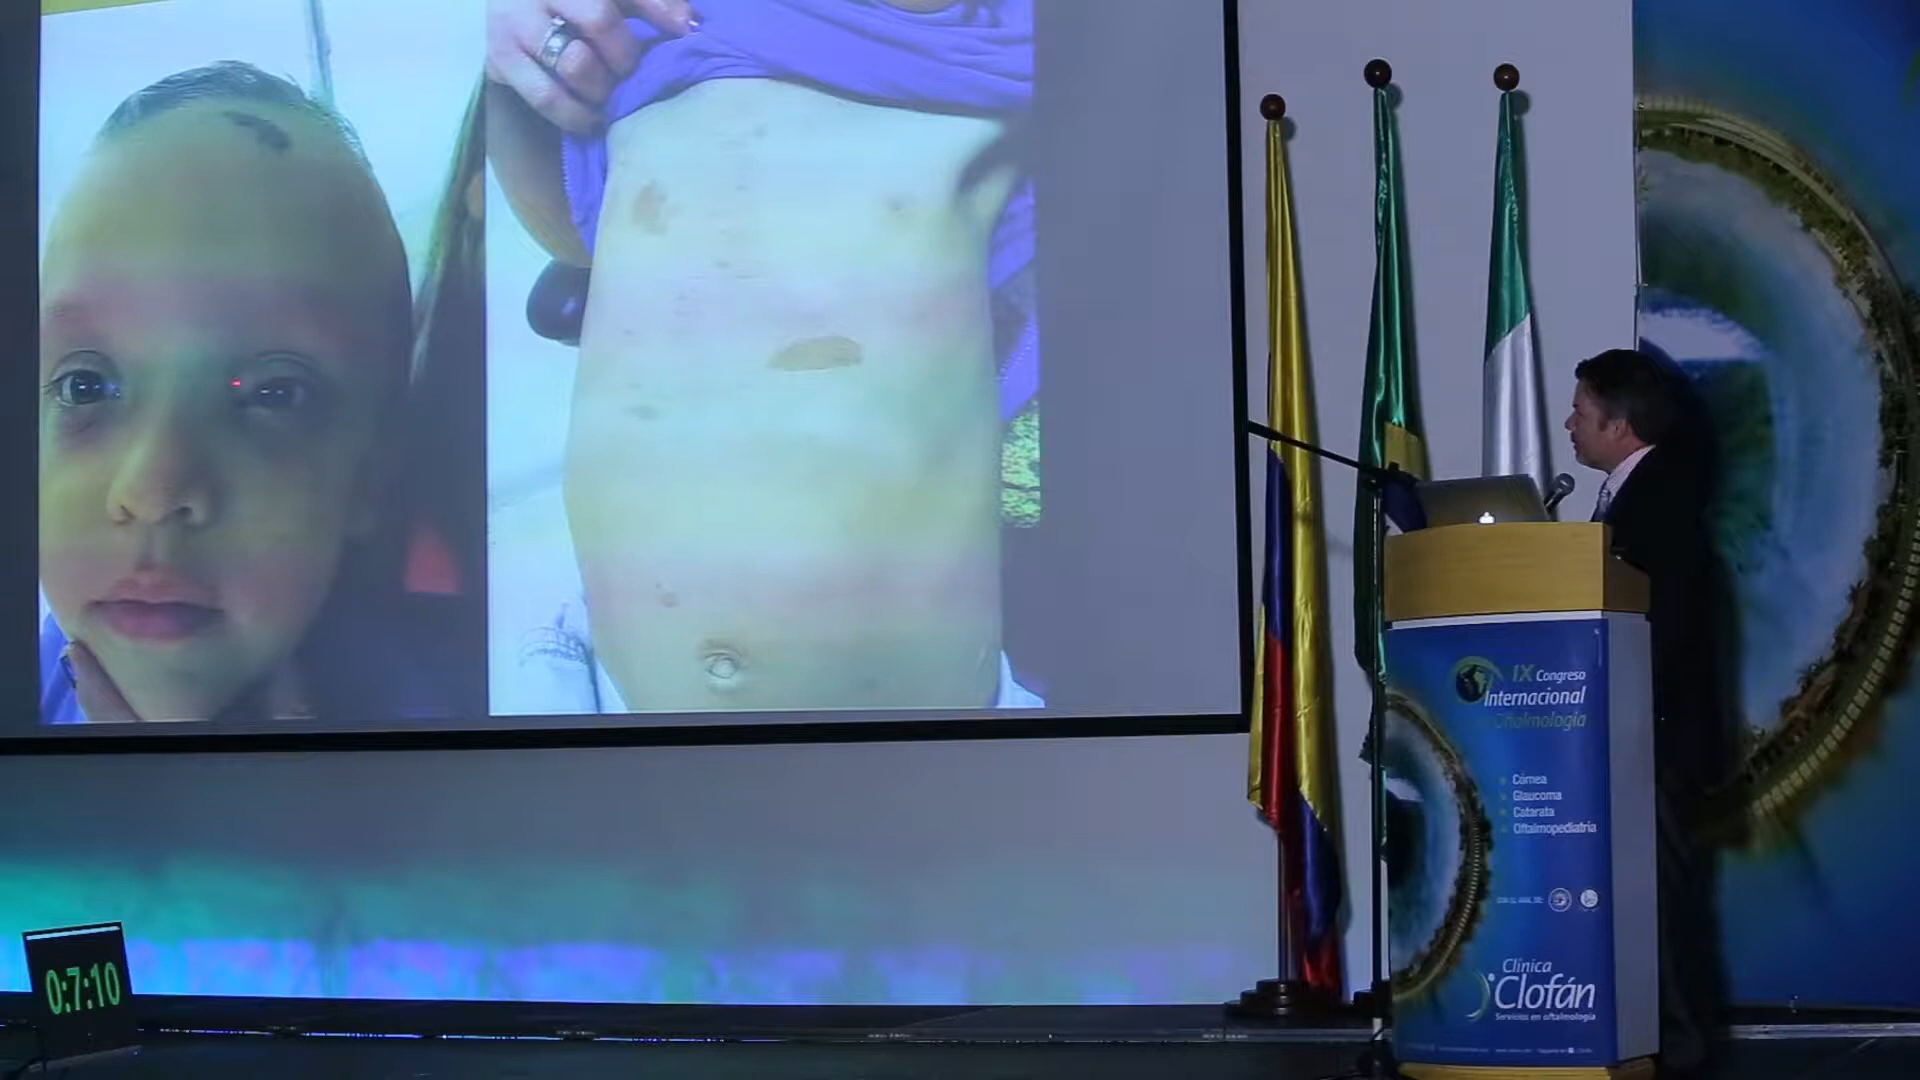 IX Congreso
Internacional
Oftalmología
Córnea
Glaucoma
Catarata
Oftalmopediatría
Clínica
Clofán
Servicios en oftalmología
0:7:10